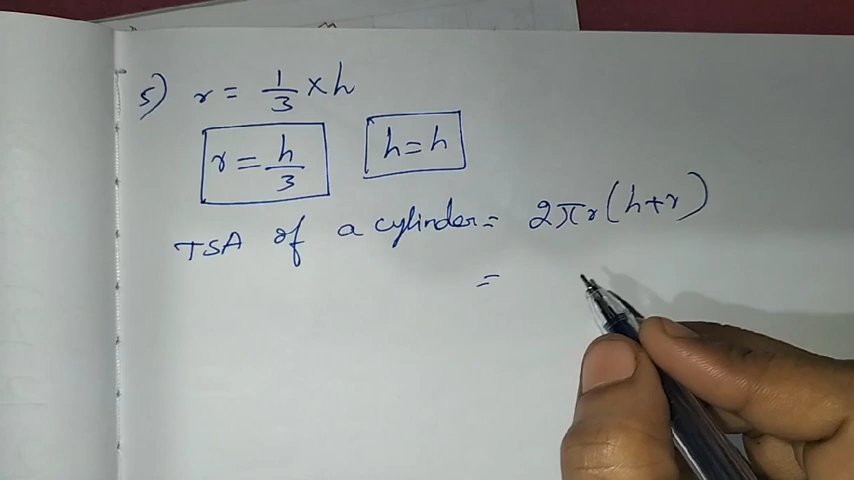 5) r = 1/3 × h
r = h/3 h = h
TSA of a cylinder = 2πr(h+r)
=